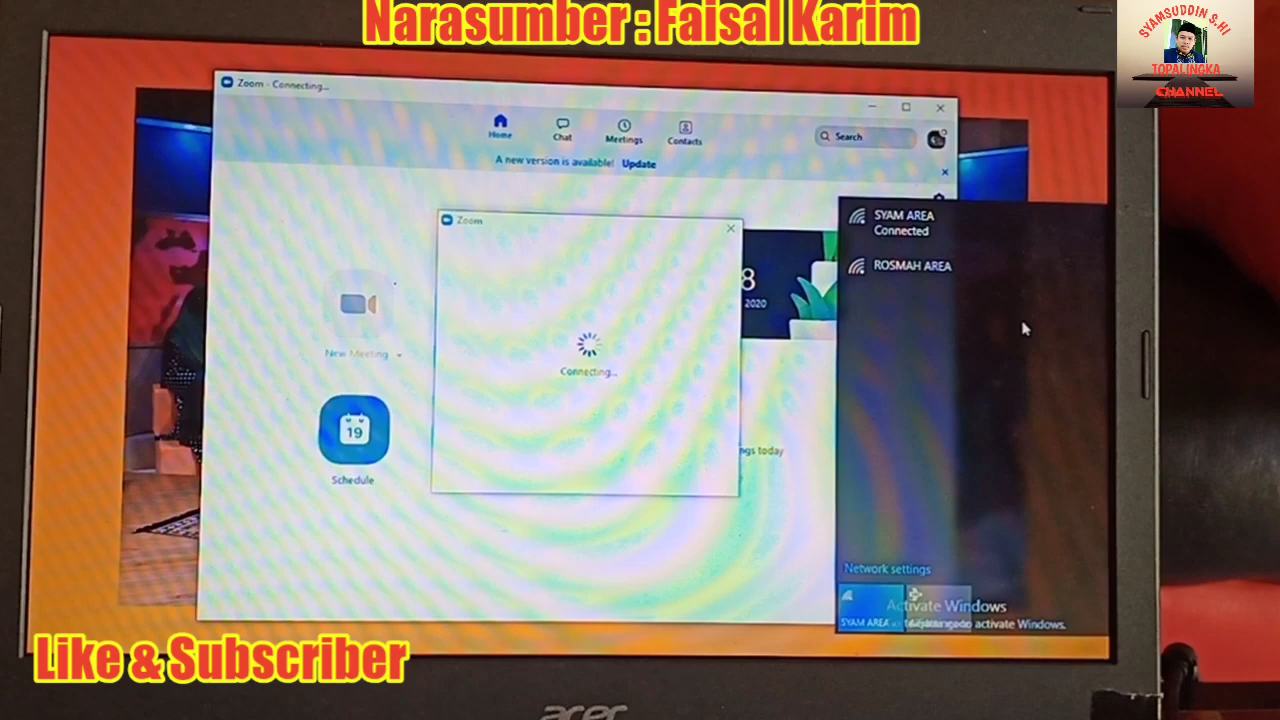 Narasumber : Faisal Karim
SYAMSUDDIN S.HI
TOPALINGKA
CHANNEL
Zoom - Connecting...
Home
Chat
Meetings
Contacts
Search
A new version is available! Update
Zoom
SYAM AREA
Connected
ROSMAH AREA
8
2020
Connecting...
New Meeting
19
Schedule
ngs today
Network settings
Activate Windows
SYAM AREA
activate Windows.
Like & Subscriber
acer